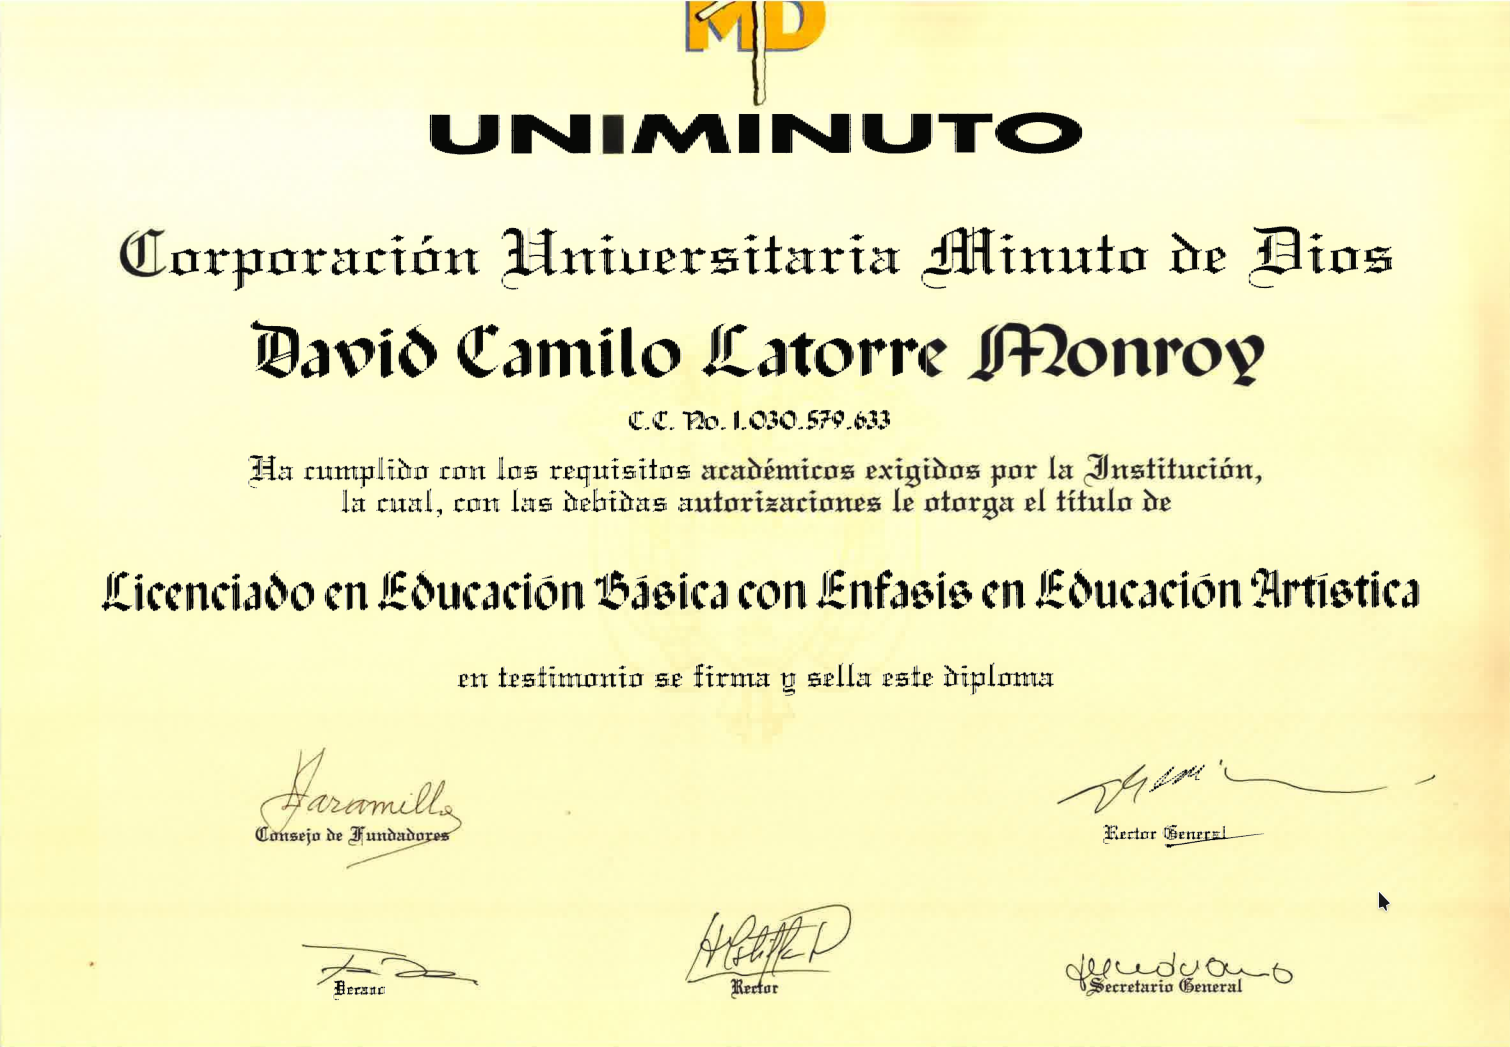 MD
UNIMINUTO
Corporación Universitaria Minuto de Dios
David Camilo Latorre Monroy
C.C. No. 1.030.579.633
Ha cumplido con los requisitos académicos exigidos por la Institución,
la cual, con las debidas autorizaciones le otorga el título de
Licenciado en Educación Básica con Enfasis en Educación Artística
en testimonio se firma y sella este diploma
Jaramillo
Consejo de Fundadores
Rector General
Decano
Rector
Secretario General